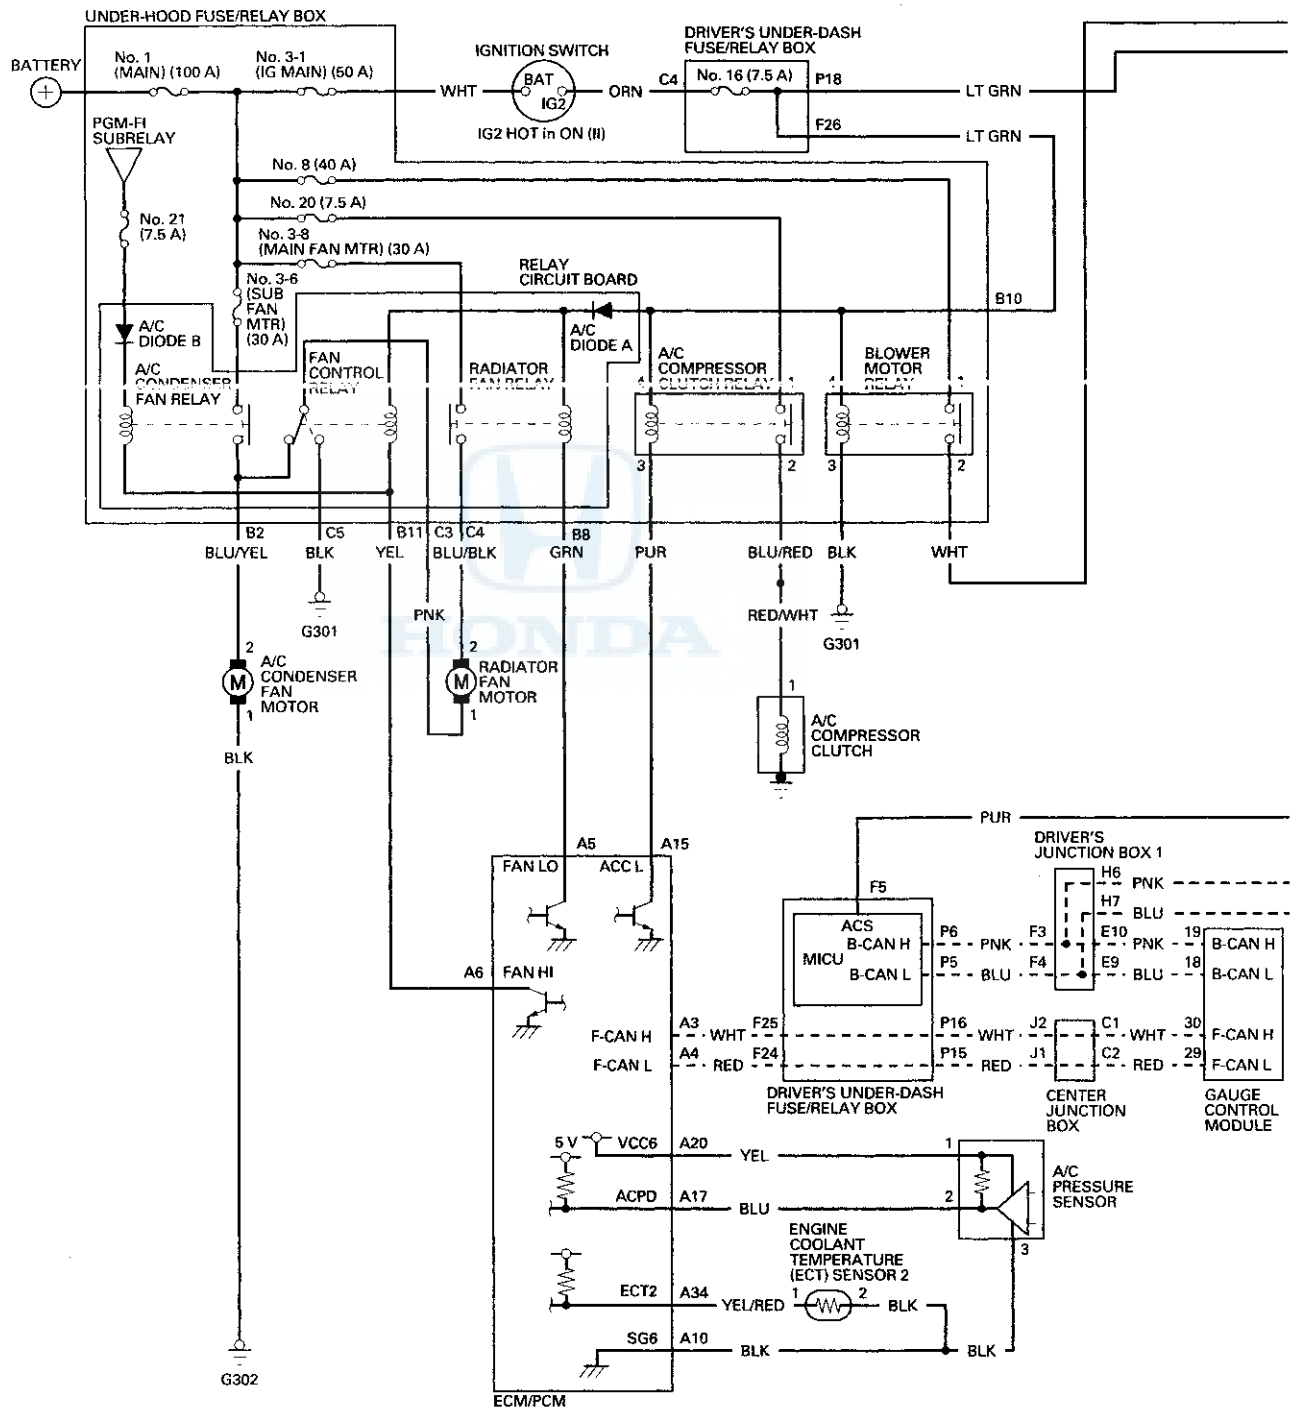 UNDER-HOOD FUSE/RELAY BOX
BATTERY
No. 1
(MAIN) (100 A)
No. 3-1
(IG MAIN) (50 A)
WHT
IGNITION SWITCH
BAT
IG2
IG2 HOT in ON (II)
ORN
DRIVER'S UNDER-DASH
FUSE/RELAY BOX
C4
No. 16 (7.5 A)
P18
LT GRN
F26
LT GRN
PGM-FI
SUBRELAY
No. 8 (40 A)
No. 20 (7.5 A)
No. 21
(7.5 A)
No. 3-8
(MAIN FAN MTR) (30 A)
No. 3-6
(SUB
FAN
MTR)
(30 A)
RELAY
CIRCUIT BOARD
B10
A/C
DIODE B
A/C
DIODE A
A/C
CONDENSER
FAN RELAY
FAN
CONTROL
RELAY
RADIATOR
FAN RELAY
A/C
COMPRESSOR
CLUTCH RELAY
4
1
3
2
BLOWER
MOTOR
RELAY
4
1
3
2
B2
C5
B11
C3
C4
B8
BLU/YEL
BLK
YEL
BLU/BLK
GRN
PUR
BLU/RED
BLK
WHT
G301
PNK
HONDA
RED/WHT
G301
2
M
1
A/C
CONDENSER
FAN
MOTOR
2
M
1
RADIATOR
FAN
MOTOR
1
A/C
COMPRESSOR
CLUTCH
BLK
PUR
DRIVER'S
JUNCTION BOX 1
A5
A15
FAN LO
ACC L
F5
H6
PNK
H7
BLU
ACS
MICU
B-CAN H
P6
PNK
F3
E10
PNK
19
B-CAN H
B-CAN L
P5
BLU
F4
E9
BLU
18
B-CAN L
A6
FAN HI
F-CAN H
A3
WHT
F25
P16
WHT
J2
C1
WHT
30
F-CAN H
F-CAN L
A4
RED
F24
P15
RED
J1
C2
RED
29
F-CAN L
DRIVER'S UNDER-DASH
FUSE/RELAY BOX
CENTER
JUNCTION
BOX
GAUGE
CONTROL
MODULE
5 V
VCC6
A20
YEL
1
A/C
PRESSURE
SENSOR
ACPD
A17
BLU
2
3
ENGINE
COOLANT
TEMPERATURE
(ECT) SENSOR 2
ECT2
A34
YEL/RED
1
2
BLK
SG6
A10
BLK
BLK
G302
ECM/PCM